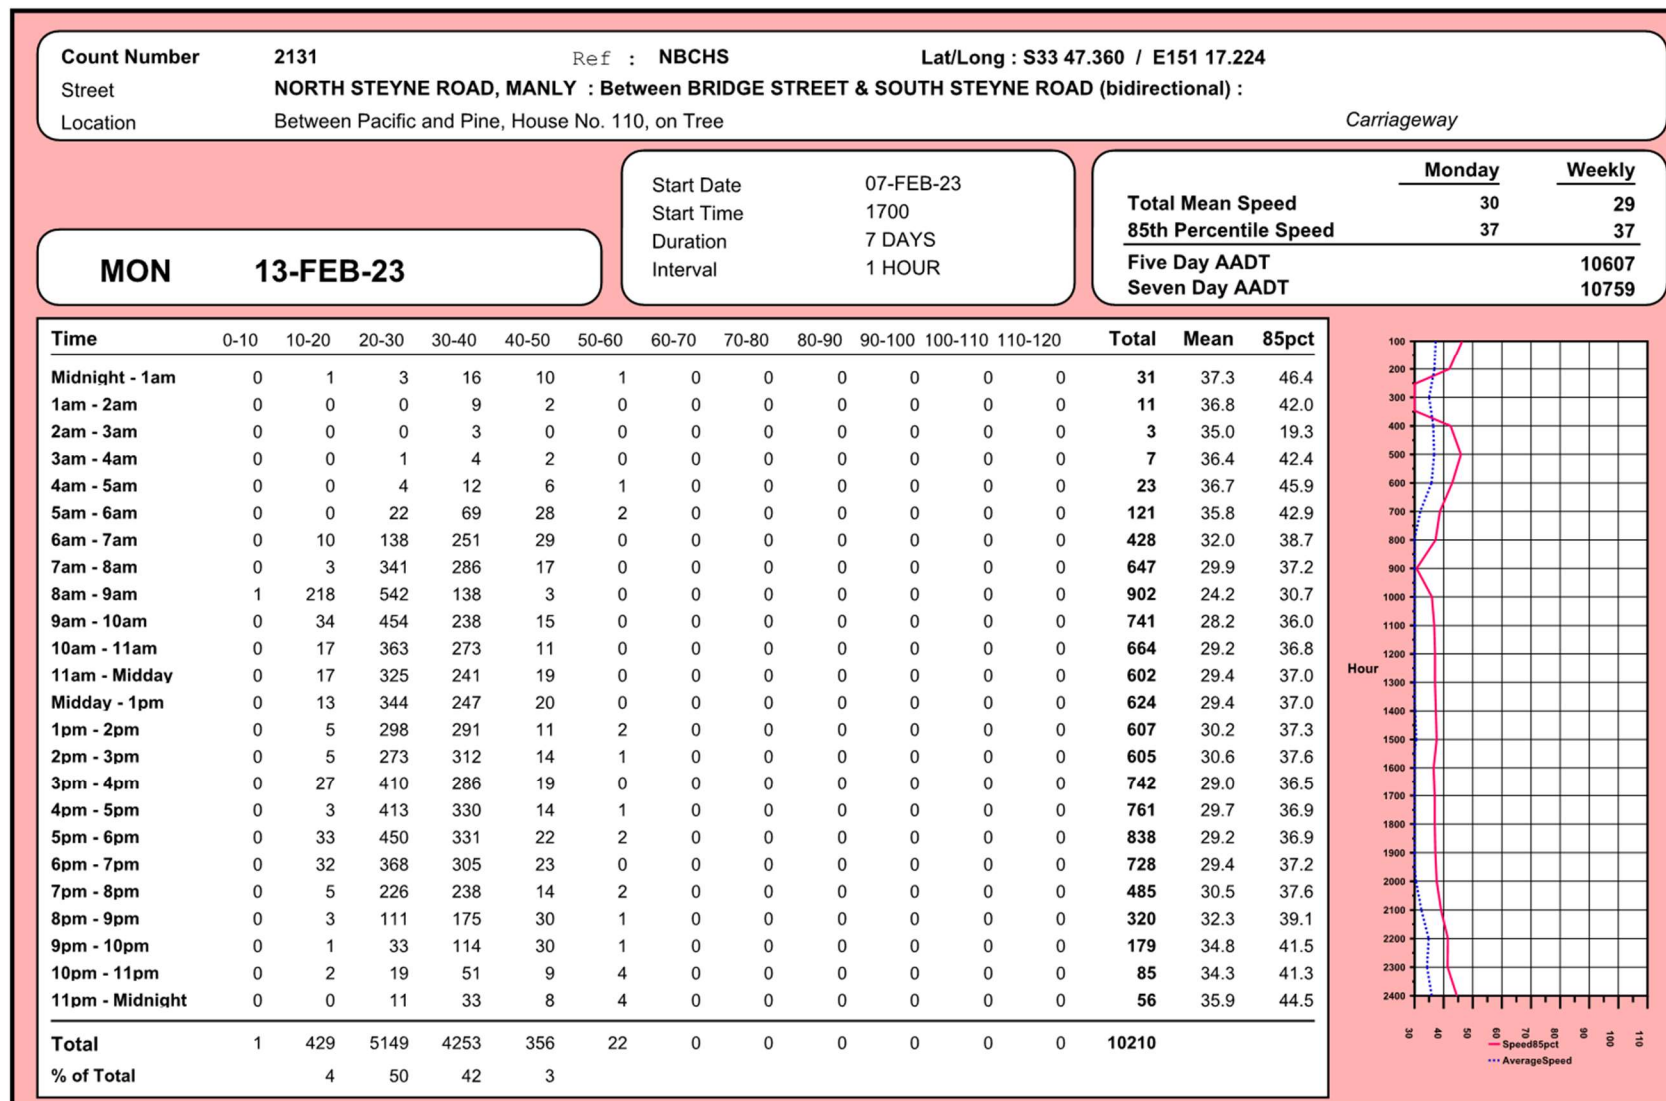 Count Number 2131 Ref : NBCHS Lat/Long : S33 47.360 / E151 17.224
Street NORTH STEYNE ROAD, MANLY : Between BRIDGE STREET & SOUTH STEYNE ROAD (bidirectional) :
Location Between Pacific and Pine, House No. 110, on Tree Carriageway
MON 13-FEB-23
Start Date 07-FEB-23
Start Time 1700
Duration 7 DAYS
Interval 1 HOUR
Monday Weekly
Total Mean Speed 30 29
85th Percentile Speed 37 37
Five Day AADT 10607
Seven Day AADT 10759
Time 0-10 10-20 20-30 30-40 40-50 50-60 60-70 70-80 80-90 90-100 100-110 110-120 Total Mean 85pct
Midnight - 1am 0 1 3 16 10 1 0 0 0 0 0 0 31 37.3 46.4
1am - 2am 0 0 0 9 2 0 0 0 0 0 0 0 11 36.8 42.0
2am - 3am 0 0 0 3 0 0 0 0 0 0 0 0 3 35.0 19.3
3am - 4am 0 0 1 4 2 0 0 0 0 0 0 0 7 36.4 42.4
4am - 5am 0 0 4 12 6 1 0 0 0 0 0 0 23 36.7 45.9
5am - 6am 0 0 22 69 28 2 0 0 0 0 0 0 121 35.8 42.9
6am - 7am 0 10 138 251 29 0 0 0 0 0 0 0 428 32.0 38.7
7am - 8am 0 3 341 286 17 0 0 0 0 0 0 0 647 29.9 37.2
8am - 9am 1 218 542 138 3 0 0 0 0 0 0 0 902 24.2 30.7
9am - 10am 0 34 454 238 15 0 0 0 0 0 0 0 741 28.2 36.0
10am - 11am 0 17 363 273 11 0 0 0 0 0 0 0 664 29.2 36.8
11am - Midday 0 17 325 241 19 0 0 0 0 0 0 0 602 29.4 37.0
Midday - 1pm 0 13 344 247 20 0 0 0 0 0 0 0 624 29.4 37.0
1pm - 2pm 0 5 298 291 11 2 0 0 0 0 0 0 607 30.2 37.3
2pm - 3pm 0 5 273 312 14 1 0 0 0 0 0 0 605 30.6 37.6
3pm - 4pm 0 27 410 286 19 0 0 0 0 0 0 0 742 29.0 36.5
4pm - 5pm 0 3 413 330 14 1 0 0 0 0 0 0 761 29.7 36.9
5pm - 6pm 0 33 450 331 22 2 0 0 0 0 0 0 838 29.2 36.9
6pm - 7pm 0 32 368 305 23 0 0 0 0 0 0 0 728 29.4 37.2
7pm - 8pm 0 5 226 238 14 2 0 0 0 0 0 0 485 30.5 37.6
8pm - 9pm 0 3 111 175 30 1 0 0 0 0 0 0 320 32.3 39.1
9pm - 10pm 0 1 33 114 30 1 0 0 0 0 0 0 179 34.8 41.5
10pm - 11pm 0 2 19 51 9 4 0 0 0 0 0 0 85 34.3 41.3
11pm - Midnight 0 0 11 33 8 4 0 0 0 0 0 0 56 35.9 44.5
Total 1 429 5149 4253 356 22 0 0 0 0 0 0 10210
% of Total 4 50 42 3
100
200
300
400
500
600
700
800
900
1000
1100
1200
Hour
1300
1400
1500
1600
1700
1800
1900
2000
2100
2200
2300
2400
30 40 50 60 70 80 90 100 110
Speed85pct
AverageSpeed